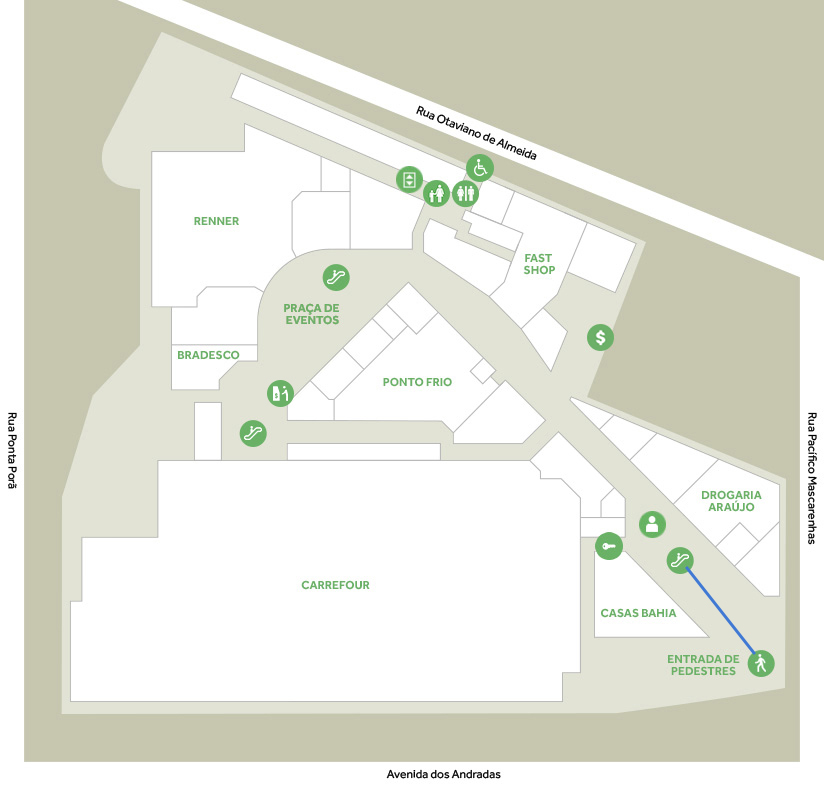 Rua Otaviano de Almeida
RENNER
FAST
SHOP
PRAÇA DE
EVENTOS
$
BRADESCO
PONTO FRIO
Rua Ponta Porã
Rua Pacífico Mascarenhas
DROGARIA
ARAÚJO
CARREFOUR
CASAS BAHIA
ENTRADA DE
PEDESTRES
Avenida dos Andradas